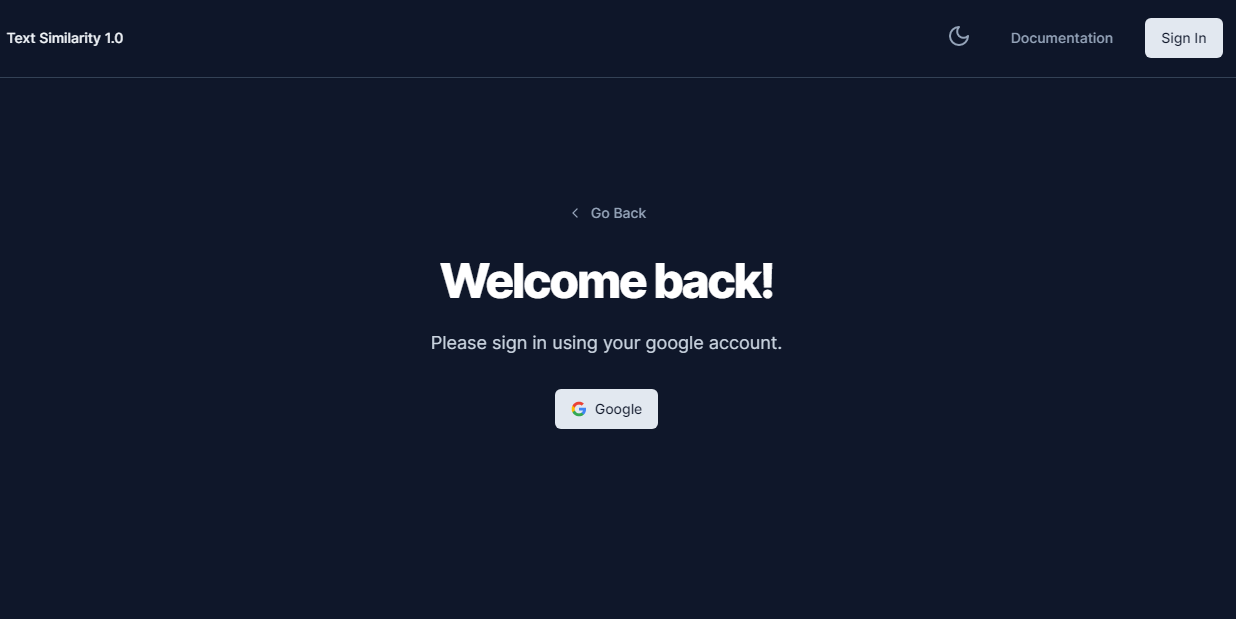 Text Similarity 1.0
Documentation
Sign In
Go Back
Welcome back!
Please sign in using your google account.
Google